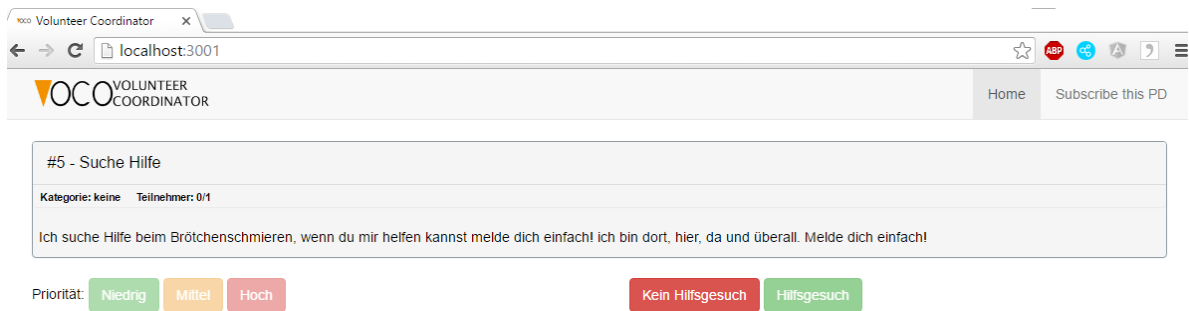 VOCO Volunteer Coordinator
localhost:3001
ABP
VOCO VOLUNTEER COORDINATOR
Home Subscribe this PD
#5 - Suche Hilfe
Kategorie: keine Teilnehmer: 0/1
Ich suche Hilfe beim Brötchenschmieren, wenn du mir helfen kannst melde dich einfach! ich bin dort, hier, da und überall. Melde dich einfach!
Priorität: Niedrig Mittel Hoch Kein Hilfsgesuch Hilfsgesuch